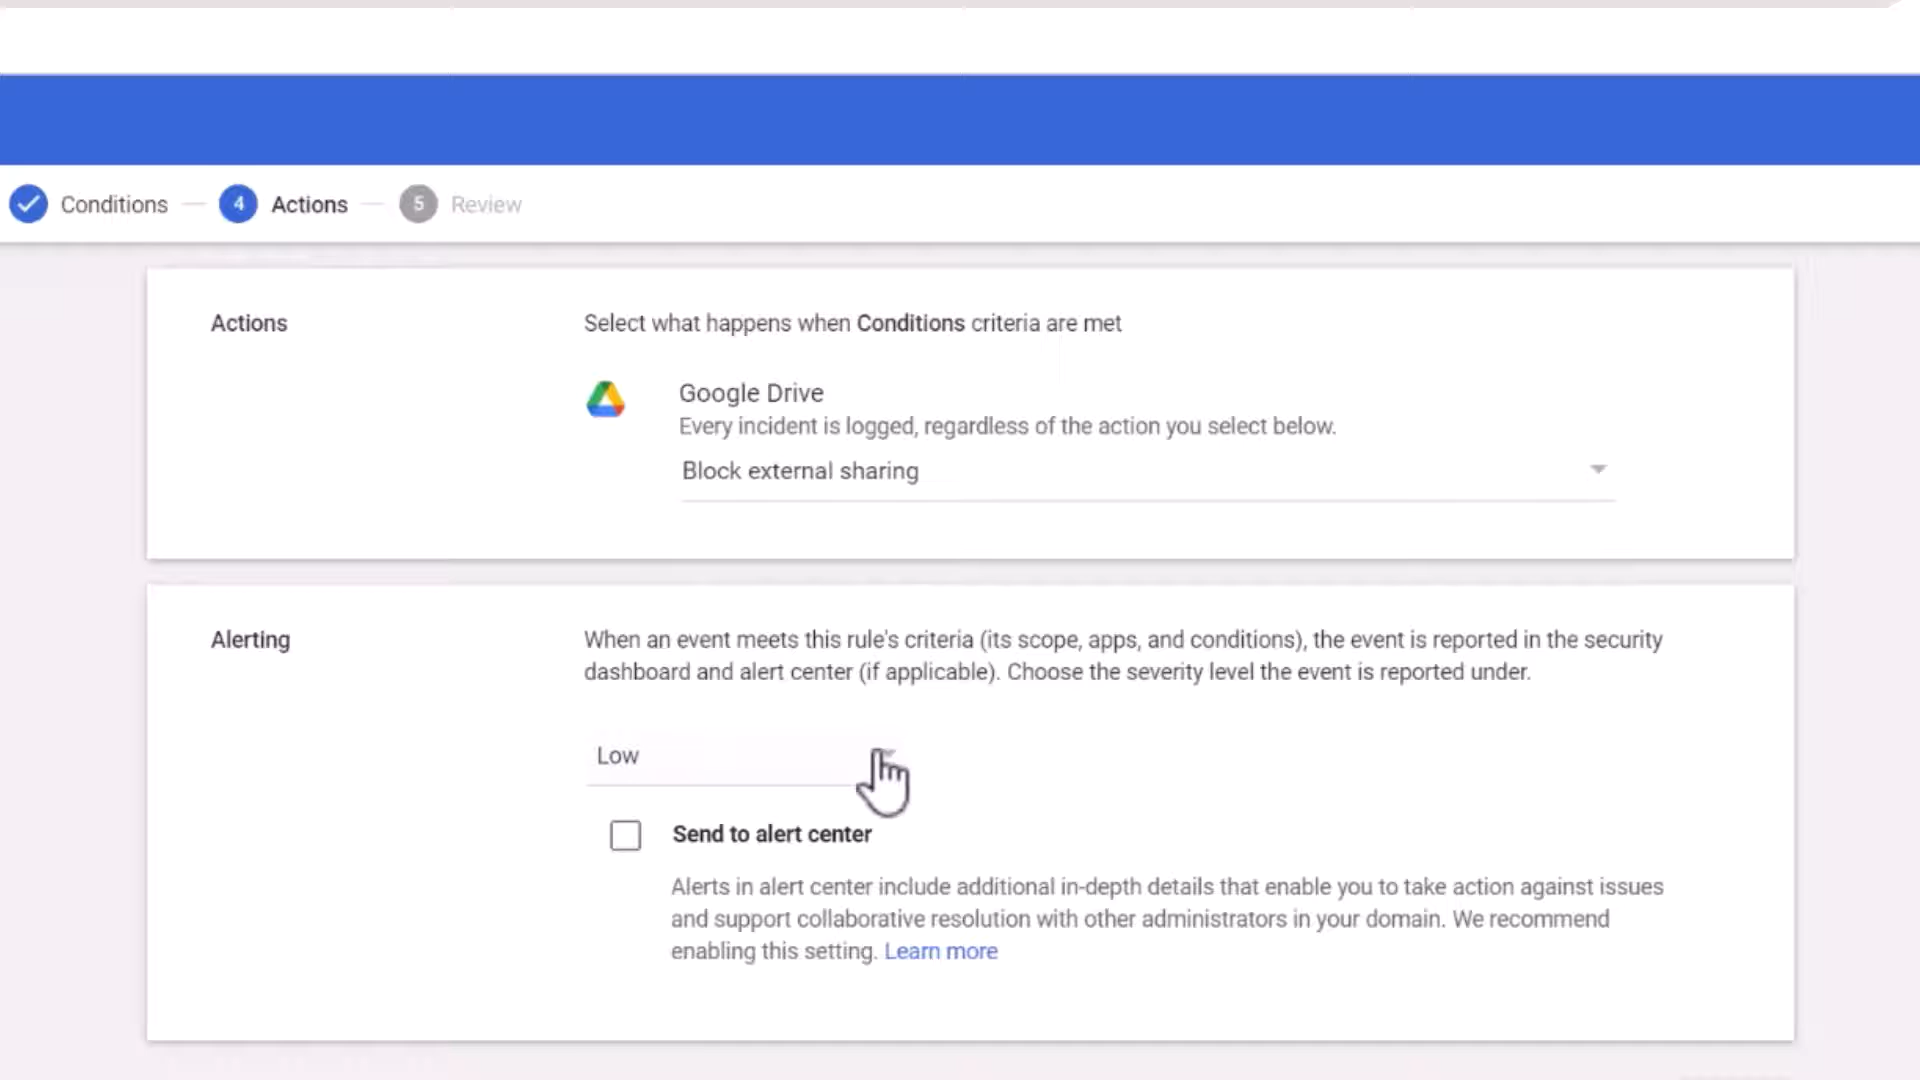 Conditions
4 Actions
5 Review
Actions
Select what happens when Conditions criteria are met
Google Drive
Every incident is logged, regardless of the action you select below.
Block external sharing
Alerting
When an event meets this rule's criteria (its scope, apps, and conditions), the event is reported in the security
dashboard and alert center (if applicable). Choose the severity level the event is reported under.
Low
Send to alert center
Alerts in alert center include additional in-depth details that enable you to take action against issues
and support collaborative resolution with other administrators in your domain. We recommend
enabling this setting. Learn more